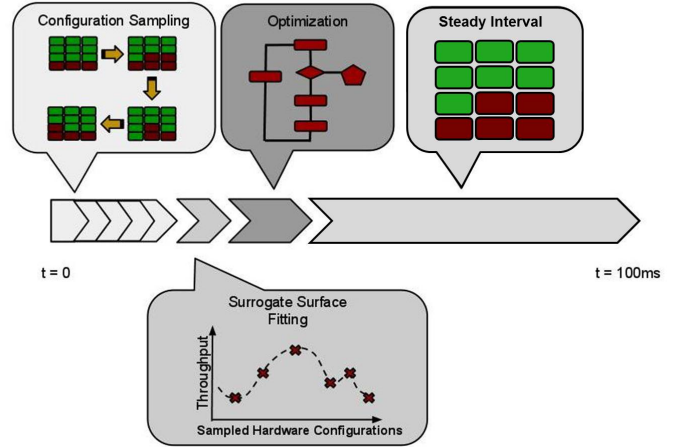 Configuration Sampling
Optimization
Steady Interval
t = 0
t = 100ms
Surrogate Surface
Fitting
Throughput
Sampled Hardware Configurations